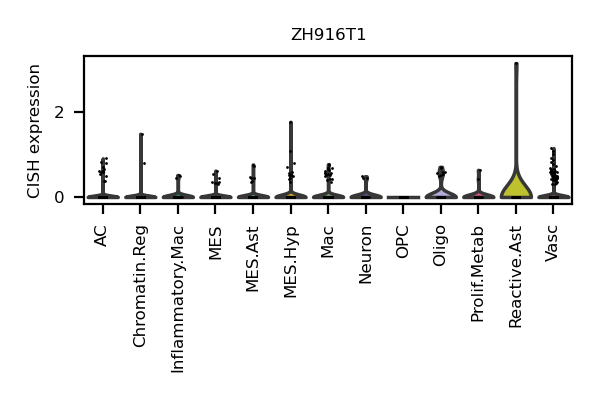 ZH916T1
CISH expression
2
0
AC
Chromatin.Reg
Inflammatory.Mac
MES
MES.Ast
MES.Hyp
Mac
Neuron
OPC
Oligo
Prolif.Metab
Reactive.Ast
Vasc